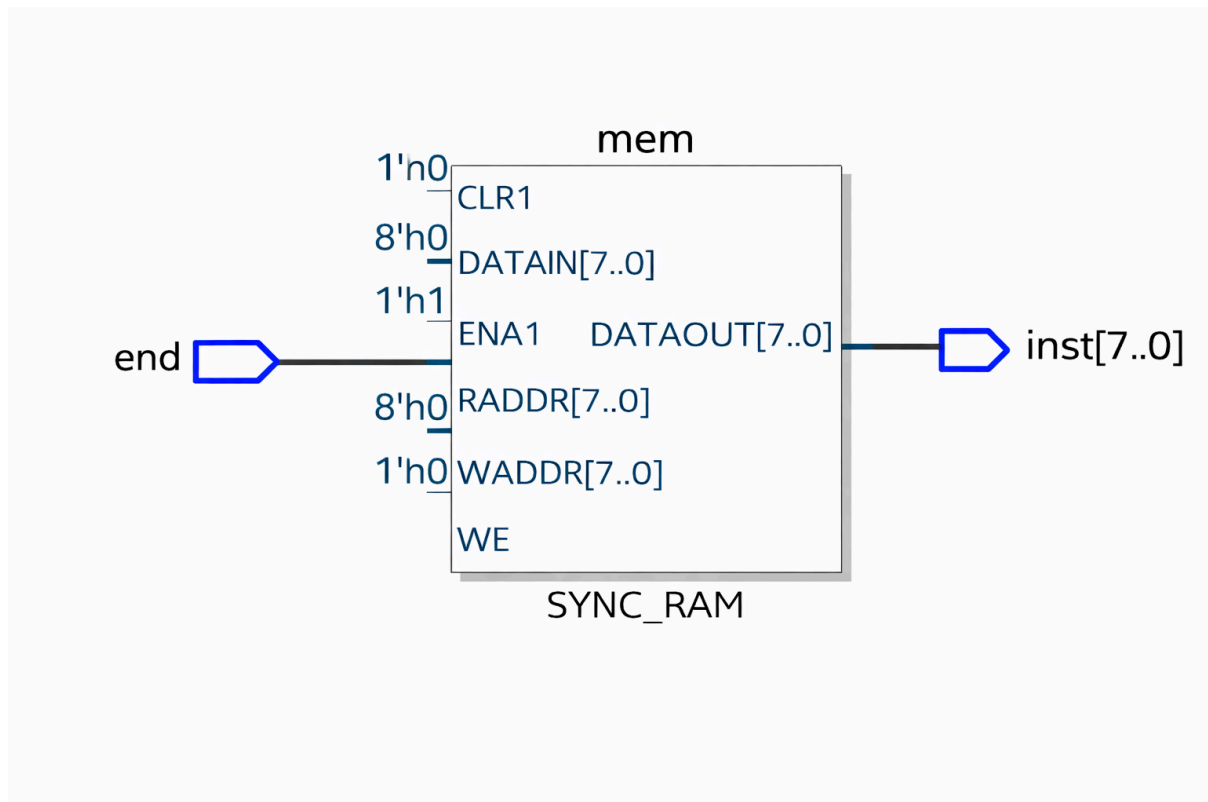 mem
1'h0
CLR1
8'h0
DATAIN[7..0]
1'h1
ENA1 DATAOUT[7..0]
end
inst[7..0]
8'h0
RADDR[7..0]
1'h0
WADDR[7..0]
WE
SYNC_RAM